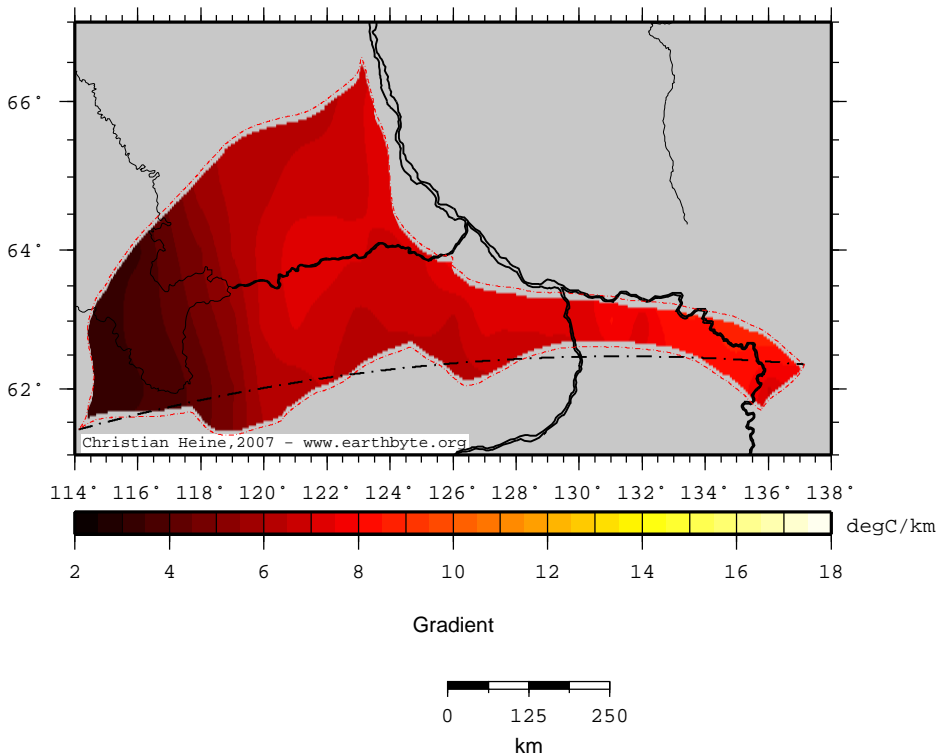 66°
64°
62°
Christian Heine,2007 - www.earthbyte.org
114° 116° 118° 120° 122° 124° 126° 128° 130° 132° 134° 136° 138°
degC/km
2 4 6 8 10 12 14 16 18
Gradient
0 125 250
km